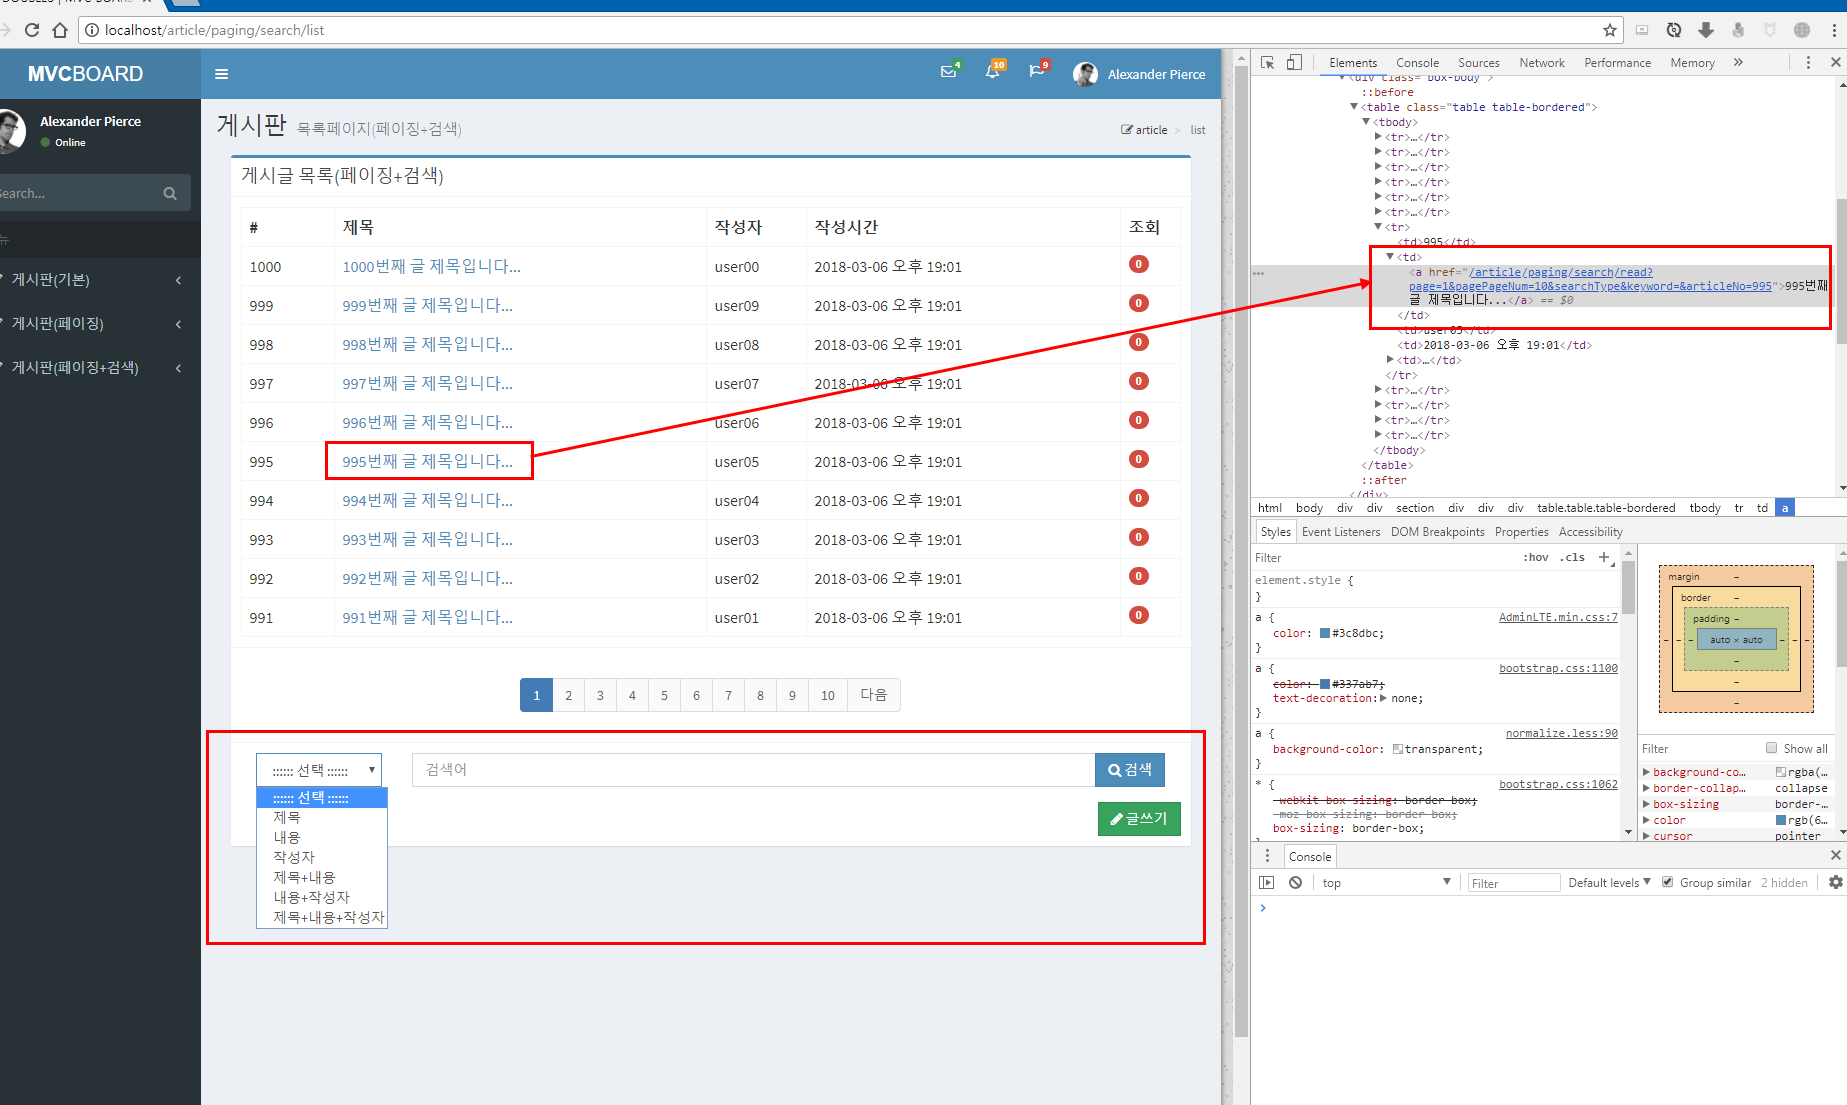 localhost/article/paging/search/list
MVCBOARD
4
10
9
Alexander Pierce
Alexander Pierce
Online
게시판(기본)
게시판(페이징)
게시판(페이징+검색)
게시판 목록페이지(페이징+검색)
article > list
게시글 목록(페이징+검색)
# 제목 작성자 작성시간 조회
1000 1000번째 글 제목입니다... user00 2018-03-06 오후 19:01 0
999 999번째 글 제목입니다... user09 2018-03-06 오후 19:01 0
998 998번째 글 제목입니다... user08 2018-03-06 오후 19:01 0
997 997번째 글 제목입니다... user07 2018-03-06 오후 19:01 0
996 996번째 글 제목입니다... user06 2018-03-06 오후 19:01 0
995 995번째 글 제목입니다... user05 2018-03-06 오후 19:01 0
994 994번째 글 제목입니다... user04 2018-03-06 오후 19:01 0
993 993번째 글 제목입니다... user03 2018-03-06 오후 19:01 0
992 992번째 글 제목입니다... user02 2018-03-06 오후 19:01 0
991 991번째 글 제목입니다... user01 2018-03-06 오후 19:01 0
1 2 3 4 5 6 7 8 9 10 다음
:::::: 선택 :::::: 검색어 검색
:::::: 선택 ::::::
제목
내용
작성자
제목+내용
내용+작성자
제목+내용+작성자
글쓰기
Elements Console Sources Network Performance Memory »
<div class="box-body">
::before
<table class="table table-bordered">
<tbody>
<tr>…</tr>
<tr>…</tr>
<tr>…</tr>
<tr>…</tr>
<tr>…</tr>
<tr>…</tr>
<tr>
<td>995</td>
<td>
<a href="/article/paging/search/read?
page=1&pagePageNum=10&searchType&keyword=&articleNo=995">995번째
글 제목입니다...</a> == $0
</td>
<td>user05</td>
<td>2018-03-06 오후 19:01</td>
<td>…</td>
</tr>
<tr>…</tr>
<tr>…</tr>
<tr>…</tr>
<tr>…</tr>
</tbody>
</table>
::after
</div>
html body div div section div div div table.table.table-bordered tbody tr td a
Styles Event Listeners DOM Breakpoints Properties Accessibility
Filter :hov .cls +
element.style {
}
a { AdminLTE.min.css:7
color: #3c8dbc;
}
a { bootstrap.css:1100
color: #337ab7;
text-decoration: none;
}
a { normalize.less:90
background-color: transparent;
}
* { bootstrap.css:1062
-webkit-box-sizing: border-box;
-moz-box-sizing: border-box;
box-sizing: border-box;
margin –
border –
padding –
– – – auto × auto – – –
–
–
–
Filter Show all
background-co… rgba(…
border-collap… collapse
box-sizing border-…
color rgb(6…
cursor pointer
Console
top Filter Default levels Group similar 2 hidden